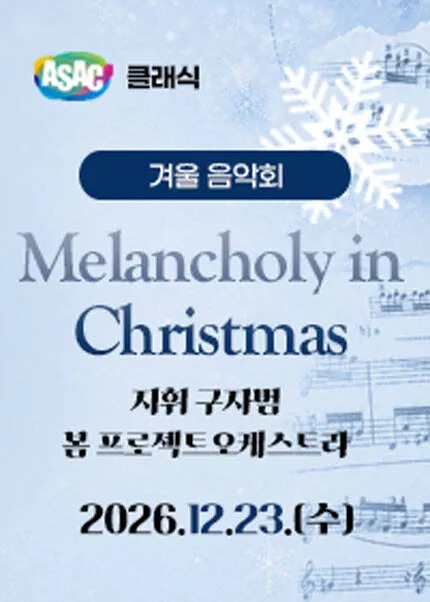 ASAC 클래식
겨울 음악회
Melancholy in
Christmas
지휘 구자범
봄 프로젝트오케스트라
2026.12.23.(수)